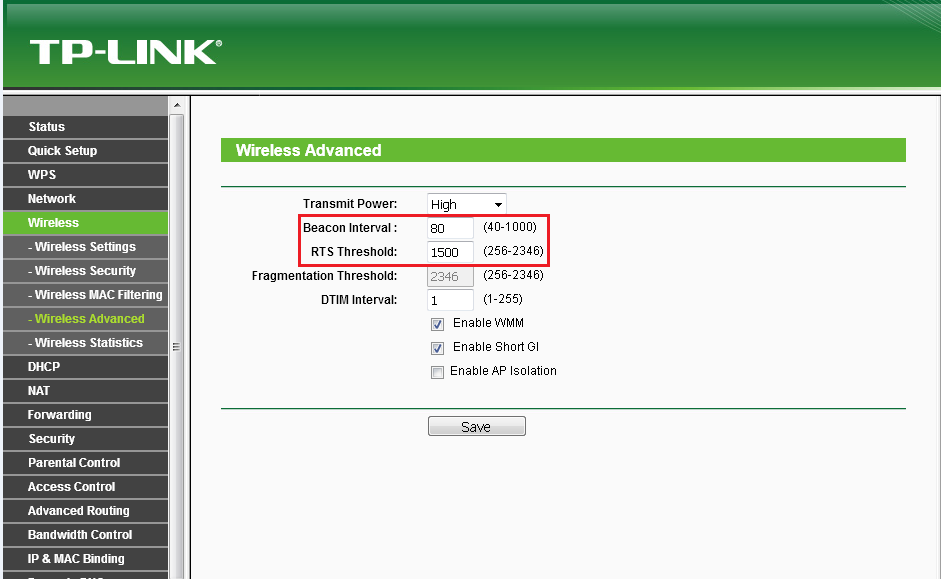 TP-LINK®
Status
Quick Setup
WPS
Network
Wireless
- Wireless Settings
- Wireless Security
- Wireless MAC Filtering
- Wireless Advanced
- Wireless Statistics
DHCP
NAT
Forwarding
Security
Parental Control
Access Control
Advanced Routing
Bandwidth Control
IP & MAC Binding
Wireless Advanced
Transmit Power: High
Beacon Interval : 80 (40-1000)
RTS Threshold: 1500 (256-2346)
Fragmentation Threshold: 2346 (256-2346)
DTIM Interval: 1 (1-255)
Enable WMM
Enable Short GI
Enable AP Isolation
Save